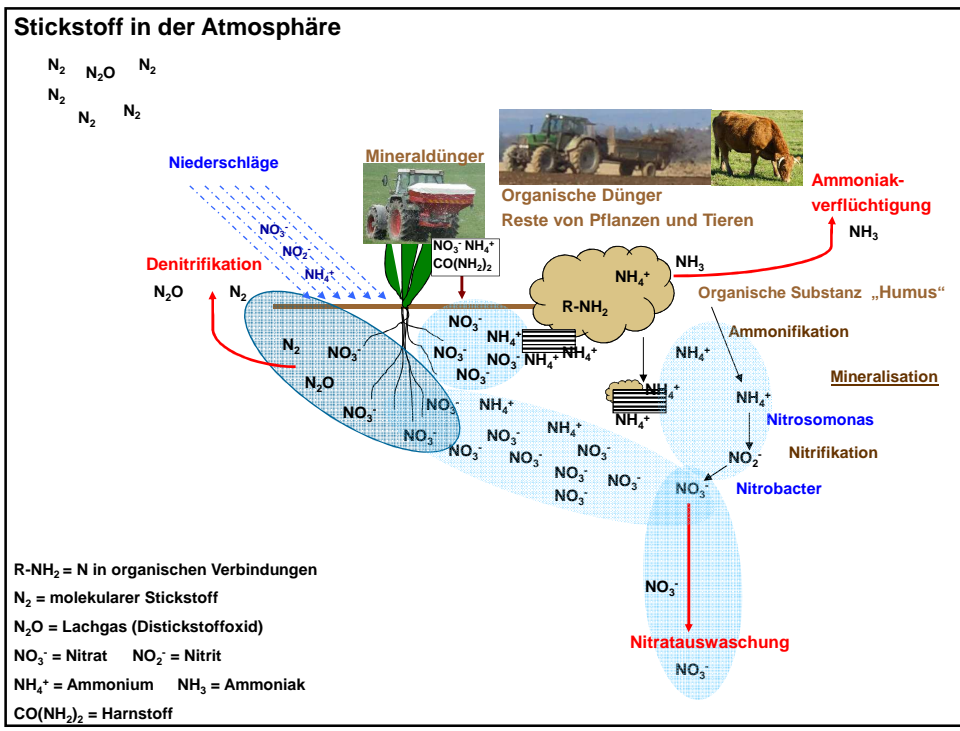 Stickstoff in der Atmosphäre
N₂ N₂O N₂
N₂
N₂ N₂
Niederschläge
NO₃⁻
NO₂⁻
NH₄⁺
Mineraldünger
NO₃⁻ NH₄⁺
CO(NH₂)₂
Organische Dünger
Reste von Pflanzen und Tieren
Ammoniak-
verflüchtigung
NH₃
NH₃
Denitrifikation
N₂O N₂
NH₄⁺
R-NH₂
Organische Substanz „Humus“
Ammonifikation
NH₄⁺
Mineralisation
NH₄⁺
Nitrosomonas
NO₂⁻
Nitrifikation
Nitrobacter
NO₃⁻
N₂
N₂O
NO₃⁻
NO₃⁻
NO₃⁻
NO₃⁻
NH₄⁺
NO₃⁻
NO₃⁻
NO₃⁻
NH₄⁺ NH₄⁺
NH₄⁺
NH₄⁺
NO₃⁻
NH₄⁺
NO₃⁻
NH₄⁺
NO₃⁻
NO₃⁻
NO₃⁻
NO₃⁻
NO₃⁻
NO₃⁻
NO₃⁻
Nitratauswaschung
NO₃⁻
R-NH₂ = N in organischen Verbindungen
N₂ = molekularer Stickstoff
N₂O = Lachgas (Distickstoffoxid)
NO₃⁻ = Nitrat NO₂⁻ = Nitrit
NH₄⁺ = Ammonium NH₃ = Ammoniak
CO(NH₂)₂ = Harnstoff